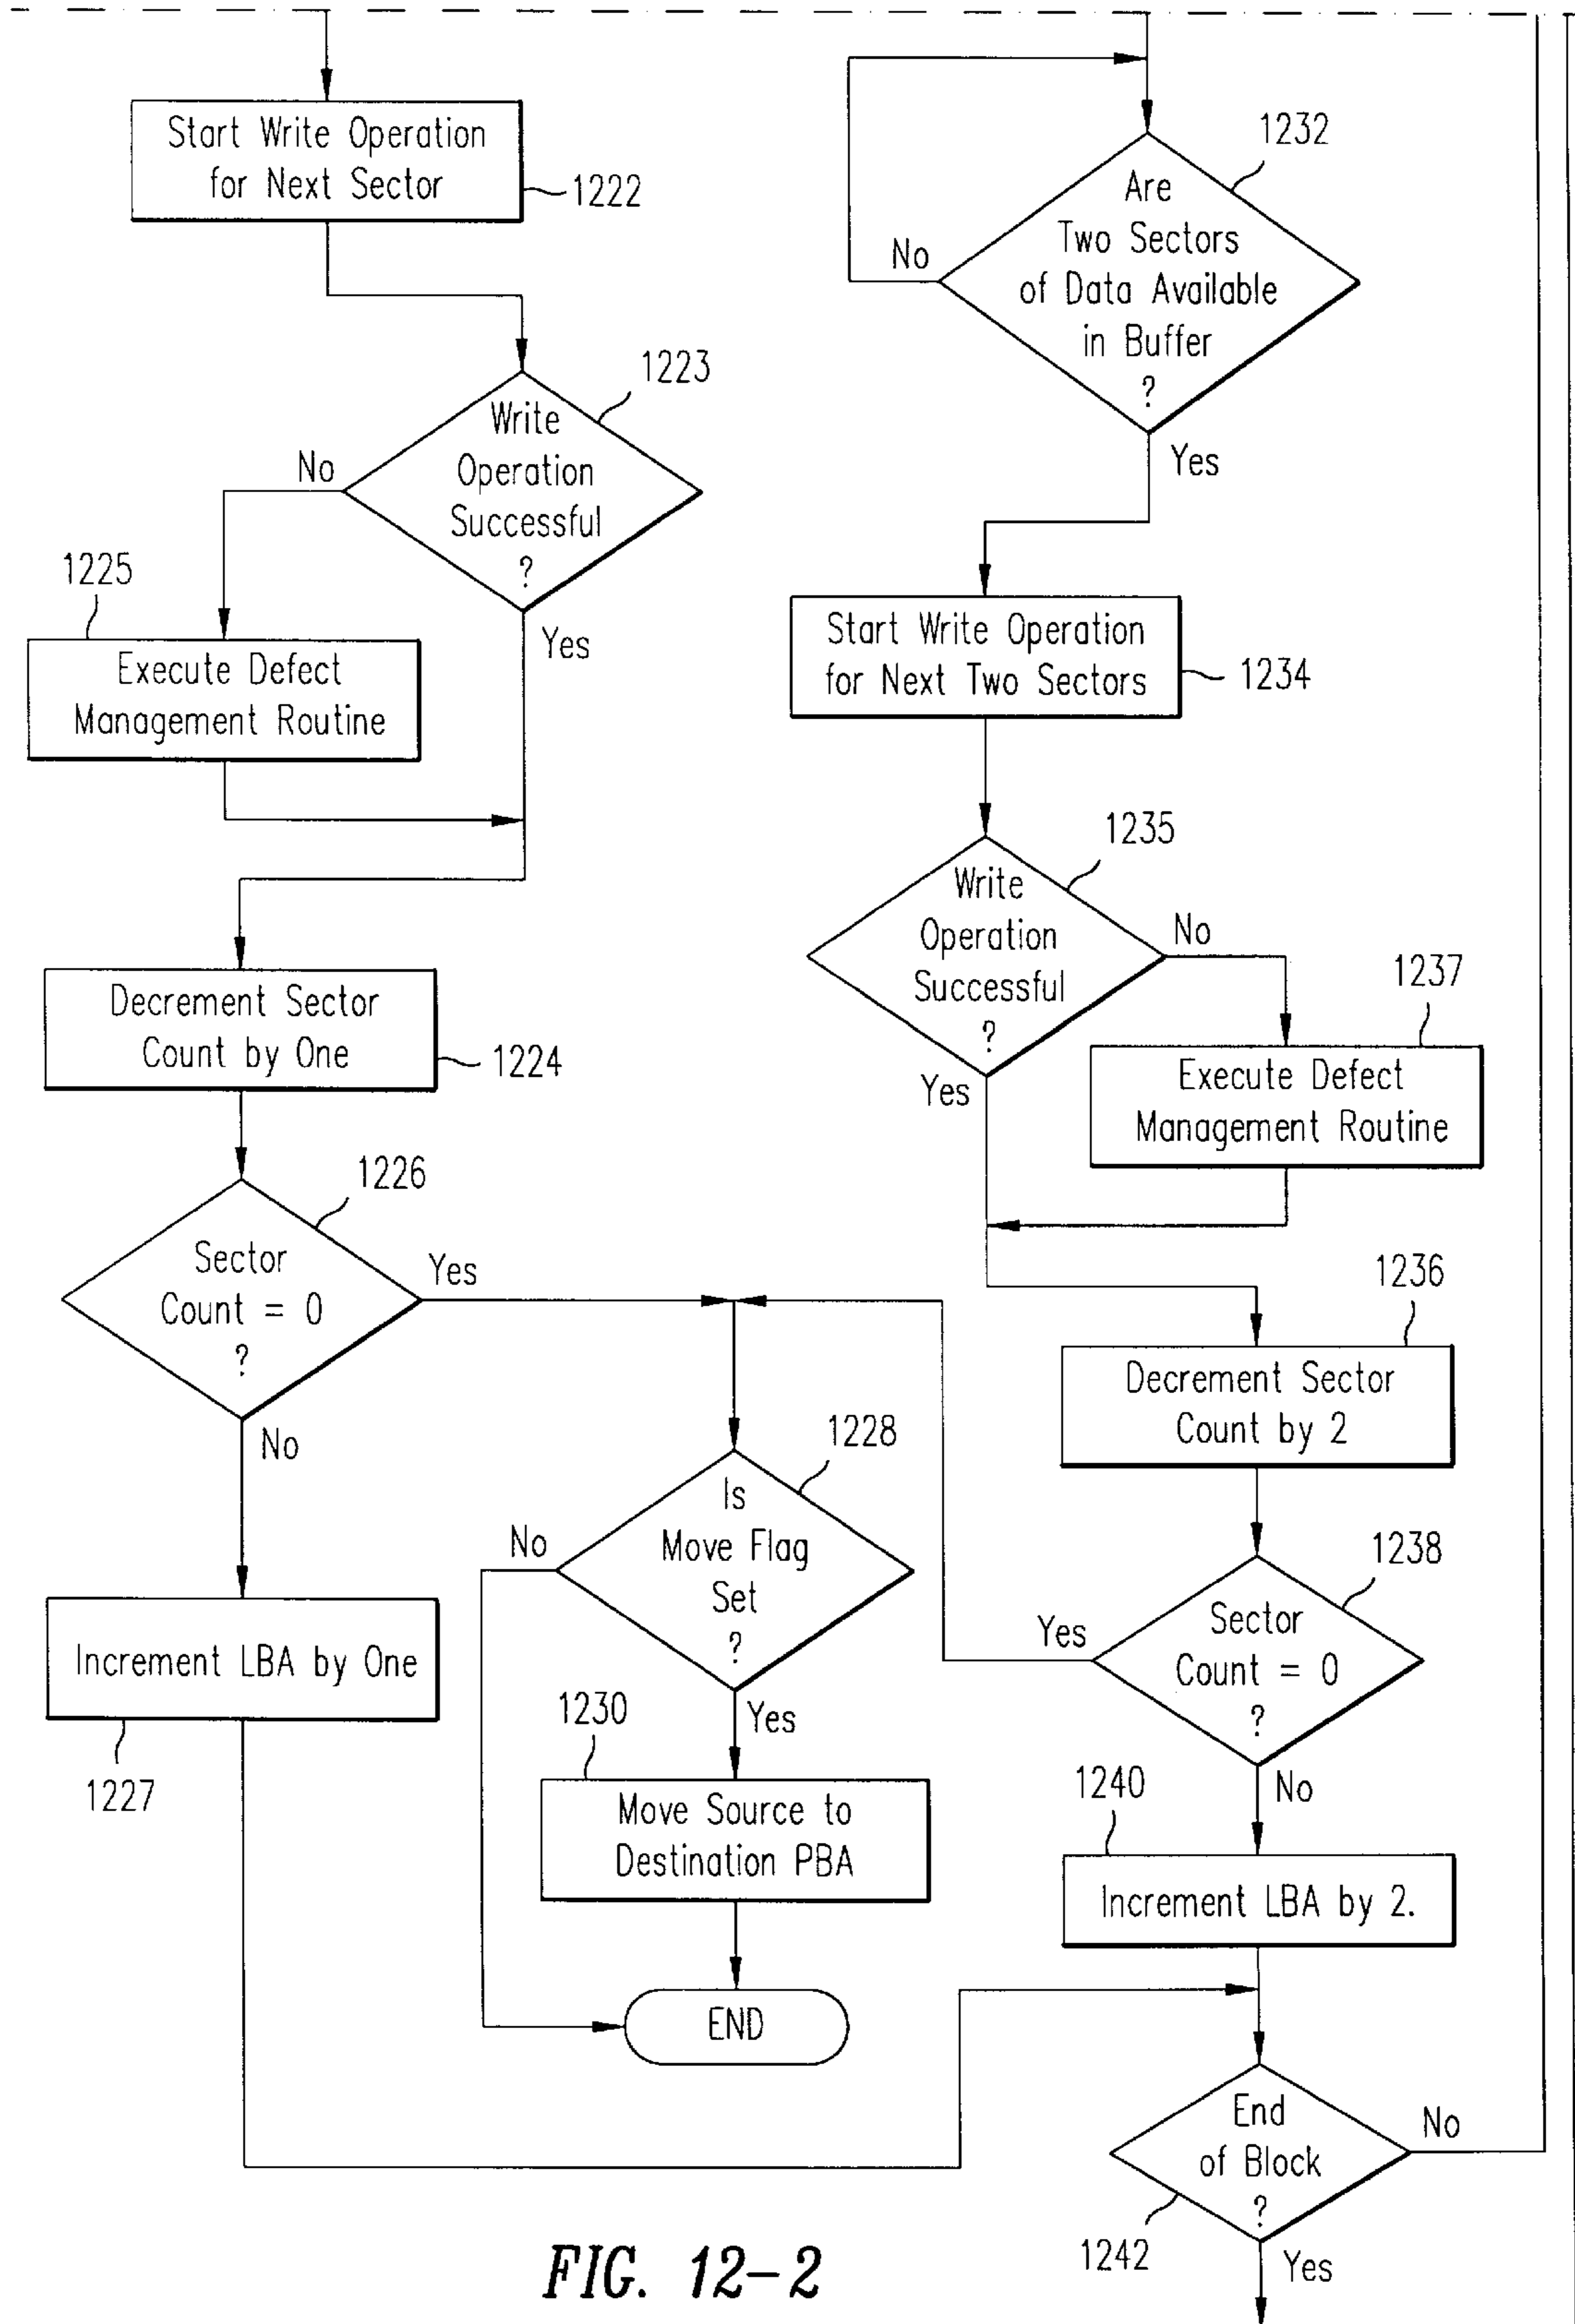 Start Write Operation
for Next Sector
1222
Write
Operation
Successful
?
1223
No
Yes
1225
Execute Defect
Management Routine
Decrement Sector
Count by One
1224
1226
Sector
Count = 0
?
Yes
No
Increment LBA by One
1227
1228
Is
Move Flag
Set
?
No
Yes
1230
Move Source to
Destination PBA
END
1232
Are
Two Sectors
of Data Available
in Buffer
?
No
Yes
Start Write Operation
for Next Two Sectors
1234
1235
Write
Operation
Successful
?
No
Yes
1237
Execute Defect
Management Routine
1236
Decrement Sector
Count by 2
1238
Sector
Count = 0
?
Yes
No
1240
Increment LBA by 2.
End
of Block
?
No
1242
Yes
FIG. 12-2